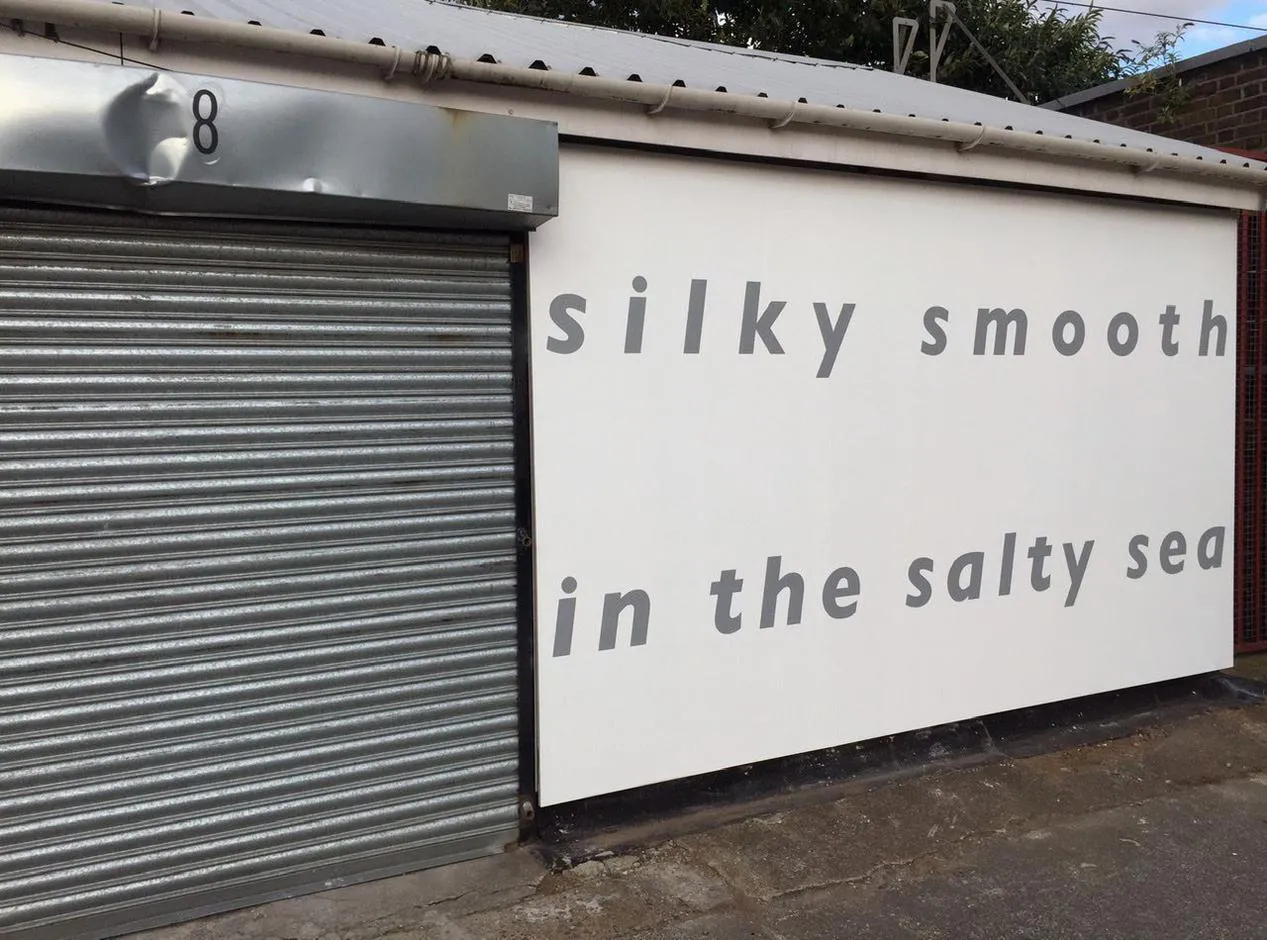 8
silky smooth
in the salty sea